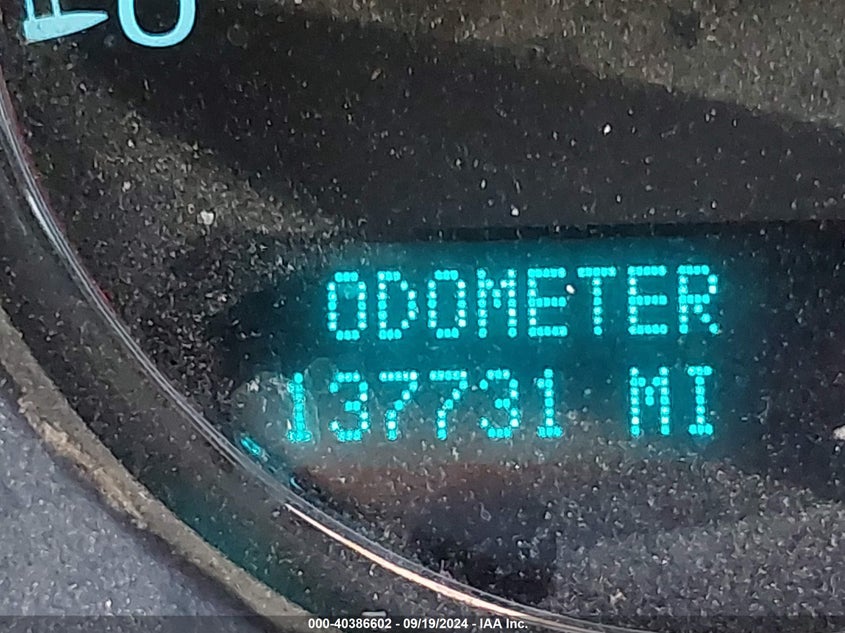 ODOMETER
137731 MI
000-40386602 - 09/19/2024 - IAA Inc.